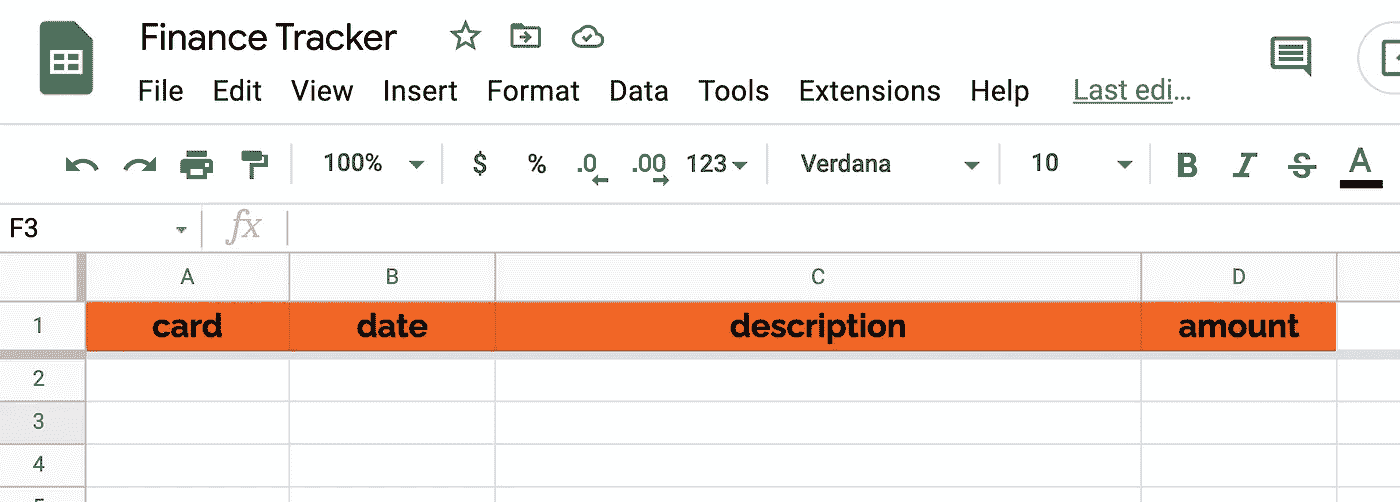 Finance Tracker
File Edit View Insert Format Data Tools Extensions Help Last edi...
100% $ % .0 .00 123 Verdana 10 B I S A
F3 fx
A B C D
1 card date description amount
2
3
4